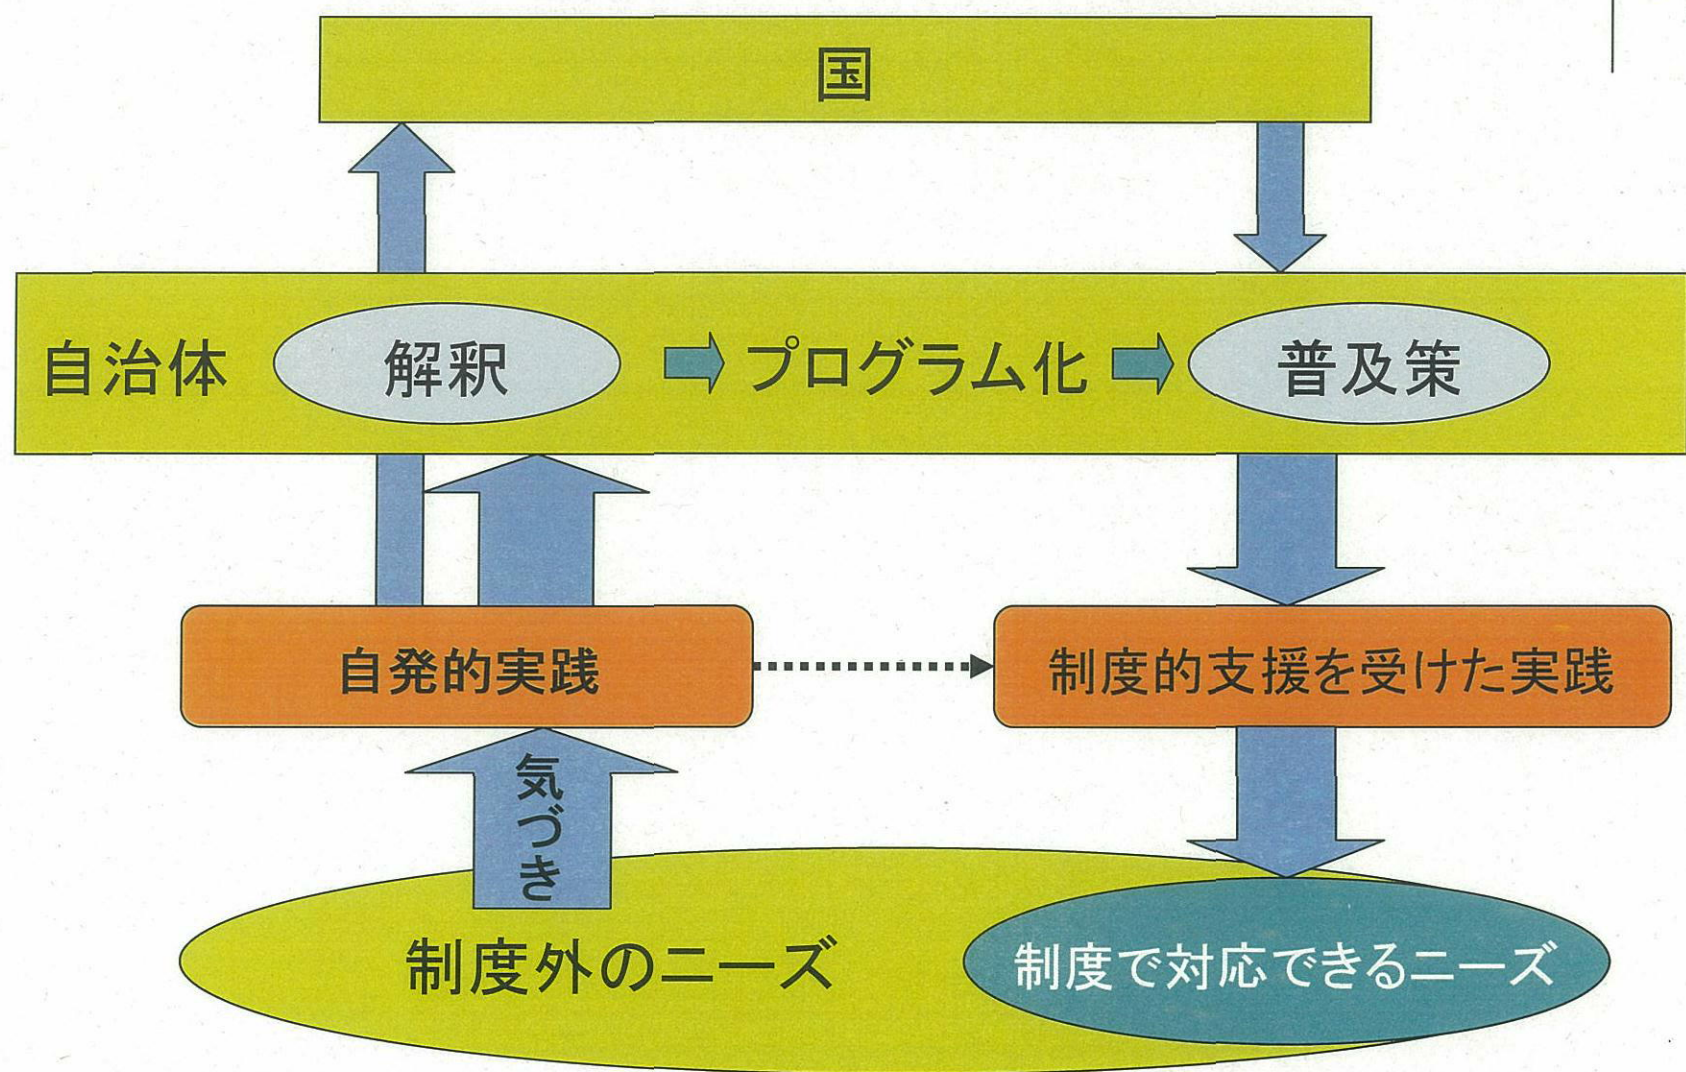 国
自治体
解釈
プログラム化
普及策
自発的実践
制度的支援を受けた実践
気づき
制度外のニーズ
制度で対応できるニーズ